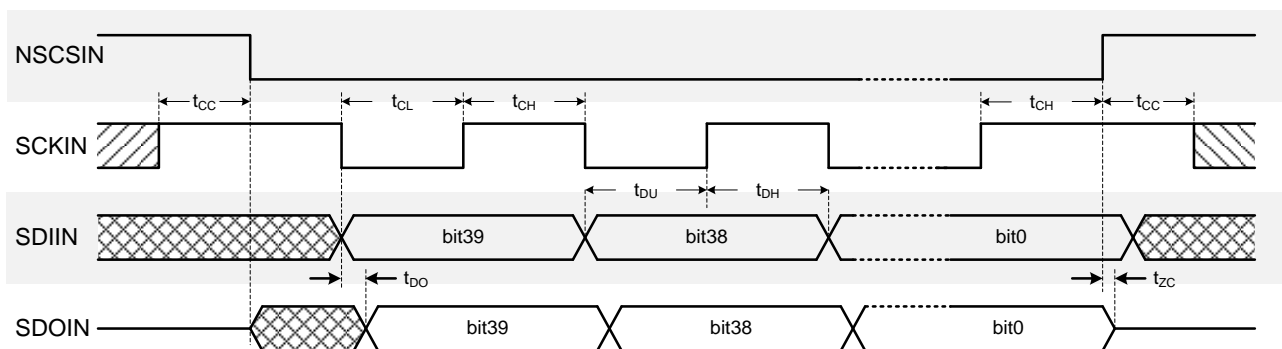 NSCSIN
tCC tCL tCH tCH tCC
SCKIN
tDU tDH
SDIIN bit39 bit38 bit0
tDO tZC
SDOIN bit39 bit38 bit0